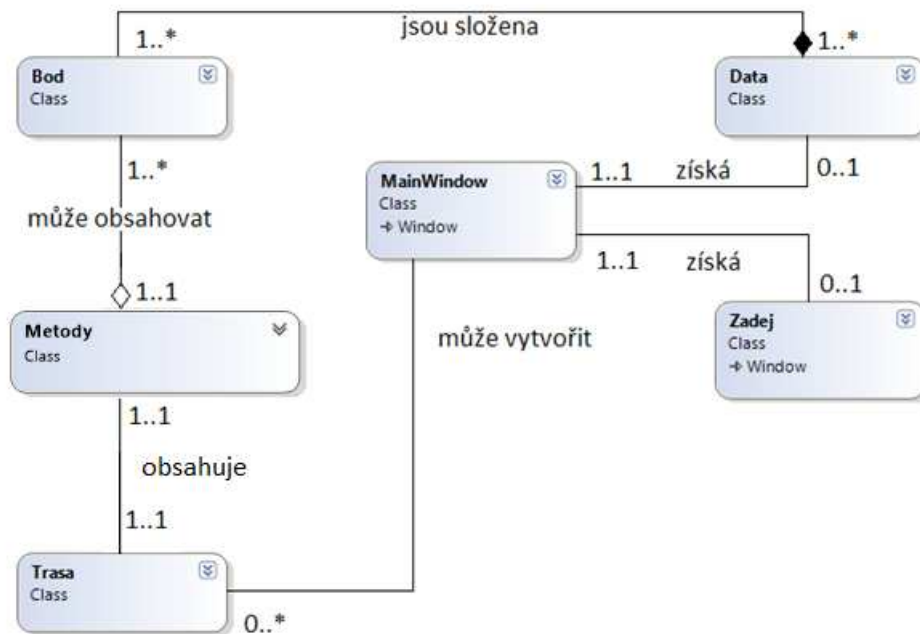 jsou složena
1..*
1..*
Bod
Class
Data
Class
1..*
může obsahovat
1..1
MainWindow
Class
Window
1..1
získá
0..1
1..1
získá
0..1
Metody
Class
může vytvořit
Zadej
Class
Window
1..1
obsahuje
1..1
Trasa
Class
0..*